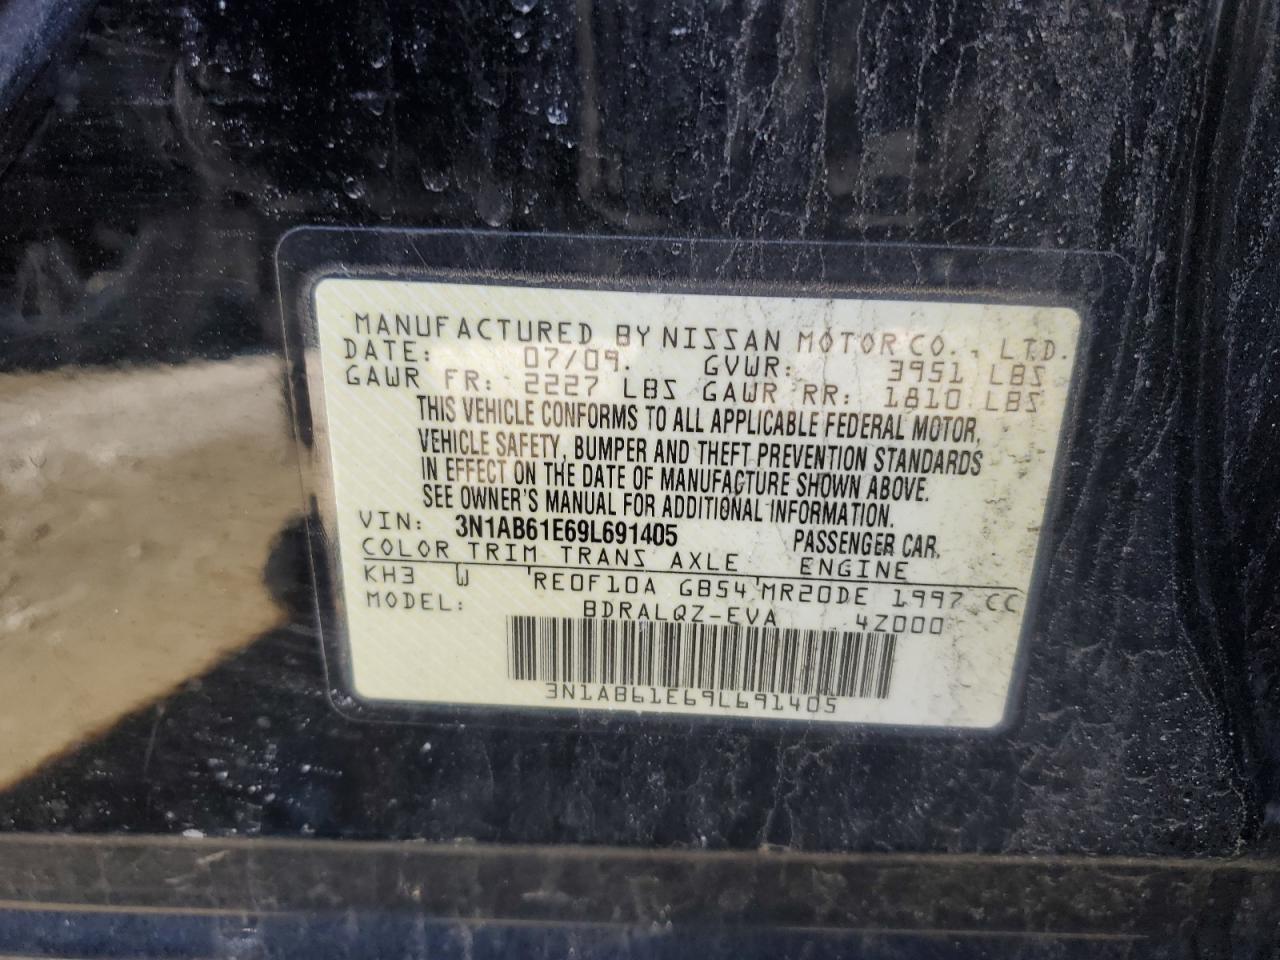 MANUFACTURED BY NISSAN MOTOR CO., LTD.
DATE: 07/09. GVWR: 3951 LBS
GAWR FR: 2227 LBS GAWR RR: 1810 LBS
THIS VEHICLE CONFORMS TO ALL APPLICABLE FEDERAL MOTOR,
VEHICLE SAFETY, BUMPER AND THEFT PREVENTION STANDARDS
IN EFFECT ON THE DATE OF MANUFACTURE SHOWN ABOVE.
SEE OWNER'S MANUAL FOR ADDITIONAL INFORMATION.
VIN: 3N1AB61E69L691405 PASSENGER CAR.
COLOR TRIM TRANS AXLE ENGINE
KH3 W RE0F10A GB54 MR20DE 1997 CC
MODEL: BDRALQZ-EVA 4Z000
3N1AB61E69L691405